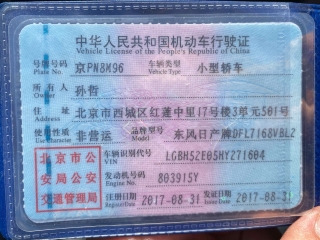 中华人民共和国机动车行驶证
Vehicle License of the People's Republic of China
号牌号码 京PN8M96 车辆类型 小型轿车
Plate No. Vehicle Type
所有人 孙哲
Owner
住址 北京市西城区红莲中里17号楼3单元501号
Address
使用性质 非营运 品牌型号 东风日产牌DFL7168VBL2
Use Character Model
北京市公安局公安交通管理局
车辆识别代号 LGBH52E05HY271604
VIN
发动机号码 803915Y
Engine No.
注册日期 2017-08-31 发证日期 2017-08-31
Register Date Issue Date